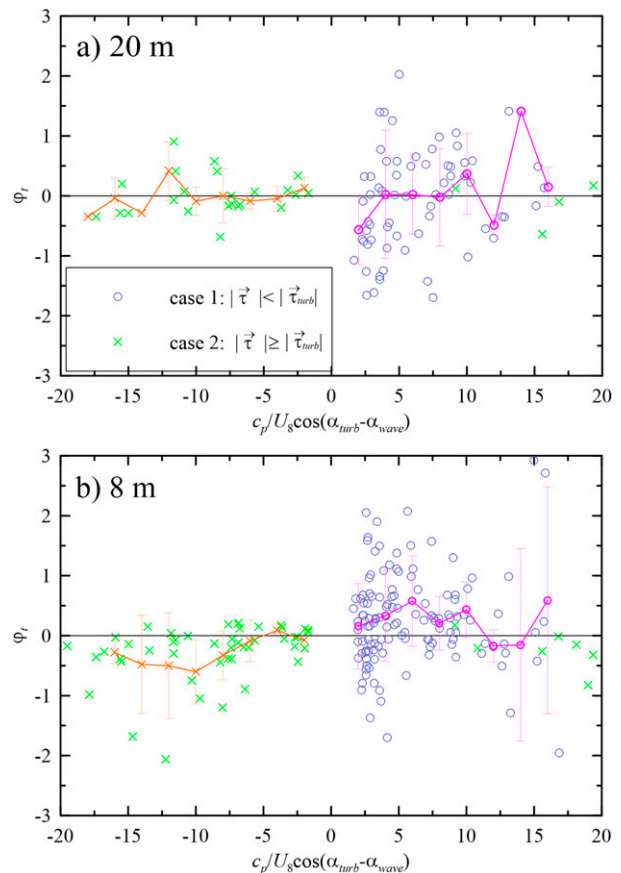 a) 20 m
3
2
1
0
-1
-2
-3
φt
case 1: | τ⃗ | < | τ⃗turb|
case 2: | τ⃗ | ≥ | τ⃗turb|
-20 -15 -10 -5 0 5 10 15 20
cp/U8cos(αturb-αwave)
b) 8 m
3
2
1
0
-1
-2
-3
φt
-20 -15 -10 -5 0 5 10 15 20
cp/U8cos(αturb-αwave)